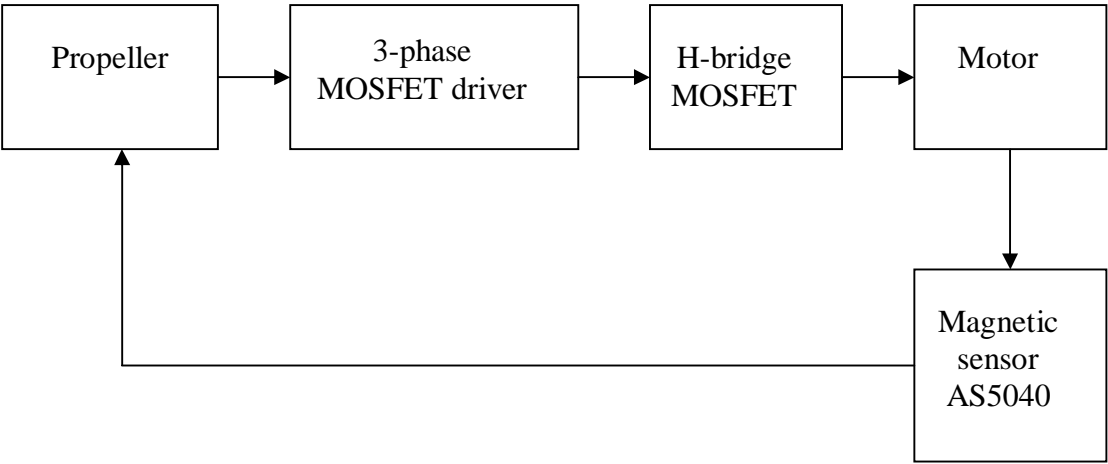 Propeller
3-phase
MOSFET driver
H-bridge
MOSFET
Motor
Magnetic
sensor
AS5040